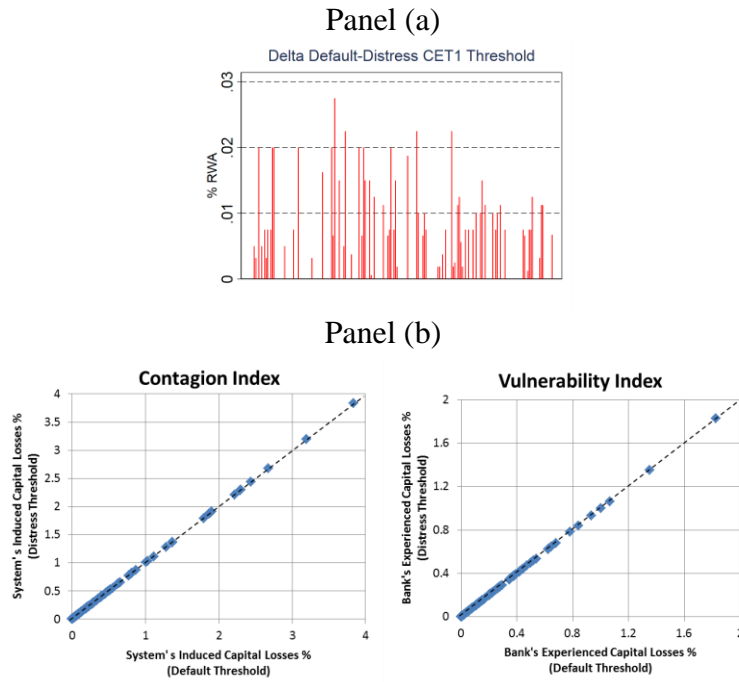 Panel (a)
Delta Default-Distress CET1 Threshold
% RWA
.03
.02
.01
0
Panel (b)
Contagion Index
System's Induced Capital Losses %
(Distress Threshold)
4
3.5
3
2.5
2
1.5
1
0.5
0
0 1 2 3 4
System's Induced Capital Losses %
(Default Threshold)
Vulnerability Index
Bank's Experienced Capital Losses %
(Distress Threshold)
2
1.6
1.2
0.8
0.4
0
0 0.4 0.8 1.2 1.6 2
Bank's Experienced Capital Losses %
(Default Threshold)